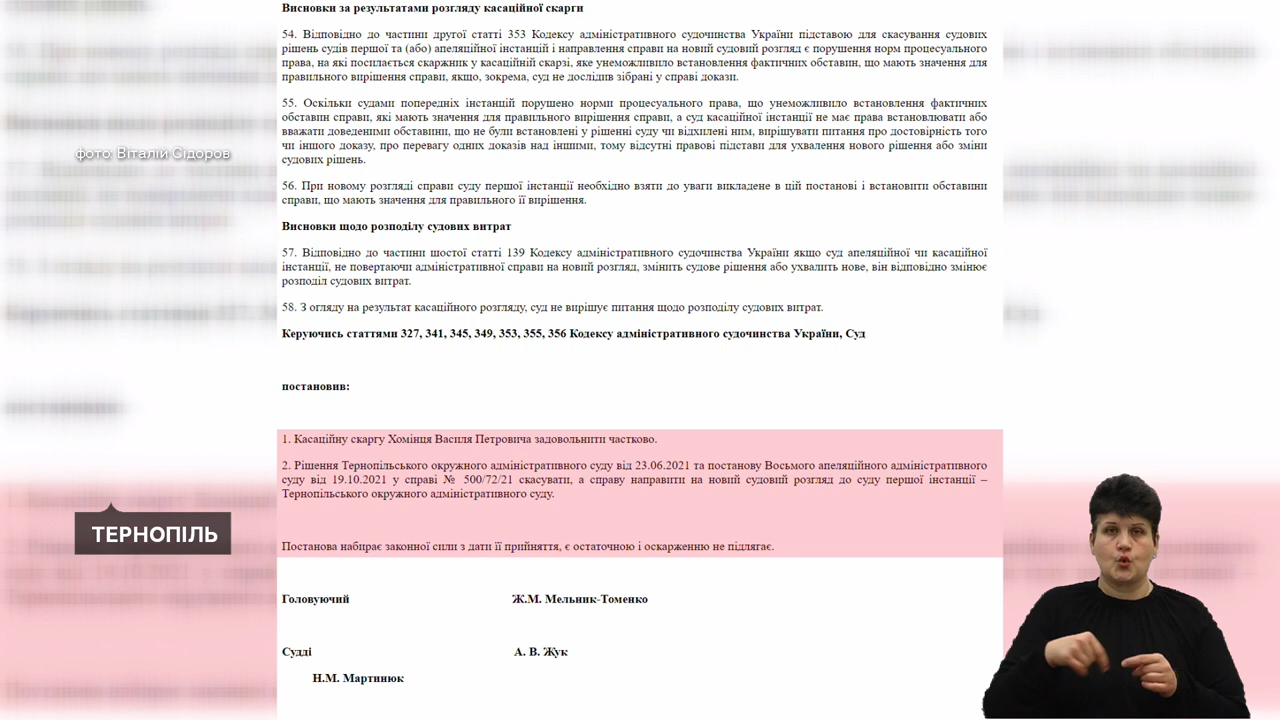 Висновки за результатами розгляду касаційної скарги
54. Відповідно до частини другої статті 353 Кодексу адміністративного судочинства України підставою для скасування судових
рішень судів першої та (або) апеляційної інстанцій і направлення справи на новий судовий розгляд є порушення норм процесуального
права, на які посилається скаржник у касаційній скарзі, яке унеможливило встановлення фактичних обставин, що мають значення для
правильного вирішення справи, якщо, зокрема, суд не дослідив зібрані у справі докази.
55. Оскільки судами попередніх інстанцій порушено норми процесуального права, що унеможливило встановлення фактичних
обставин справи, які мають значення для правильного вирішення справи, а суд касаційної інстанції не має права встановлювати або
вважати доведеними обставини, що не були встановлені у рішенні суду чи відхилені ним, вирішувати питання про достовірність того
чи іншого доказу, про перевагу одних доказів над іншими, тому відсутні правові підстави для ухвалення нового рішення або зміни
судових рішень.
фото: Віталій Сідоров
56. При новому розгляді справи суду першої інстанції необхідно взяти до уваги викладене в цій постанові і встановити обставини
справи, що мають значення для правильного її вирішення.
Висновки щодо розподілу судових витрат
57. Відповідно до частини шостої статті 139 Кодексу адміністративного судочинства України якщо суд апеляційної чи касаційної
інстанції, не повертаючи адміністративної справи на новий розгляд, змінить судове рішення або ухвалить нове, він відповідно змінює
розподіл судових витрат.
58. З огляду на результат касаційного розгляду, суд не вирішує питання щодо розподілу судових витрат.
Керуючись статтями 327, 341, 345, 349, 353, 355, 356 Кодексу адміністративного судочинства України, Суд
постановив:
1. Касаційну скаргу Хомінця Василя Петровича задовольнити частково.
2. Рішення Тернопільського окружного адміністративного суду від 23.06.2021 та постанову Восьмого апеляційного адміністративного
суду від 19.10.2021 у справі № 500/72/21 скасувати, а справу направити на новий судовий розгляд до суду першої інстанції –
Тернопільського окружного адміністративного суду.
ТЕРНОПІЛЬ
Постанова набирає законної сили з дати її прийняття, є остаточною і оскарженню не підлягає.
Головуючий Ж.М. Мельник-Томенко
Судді А. В. Жук
Н.М. Мартинюк